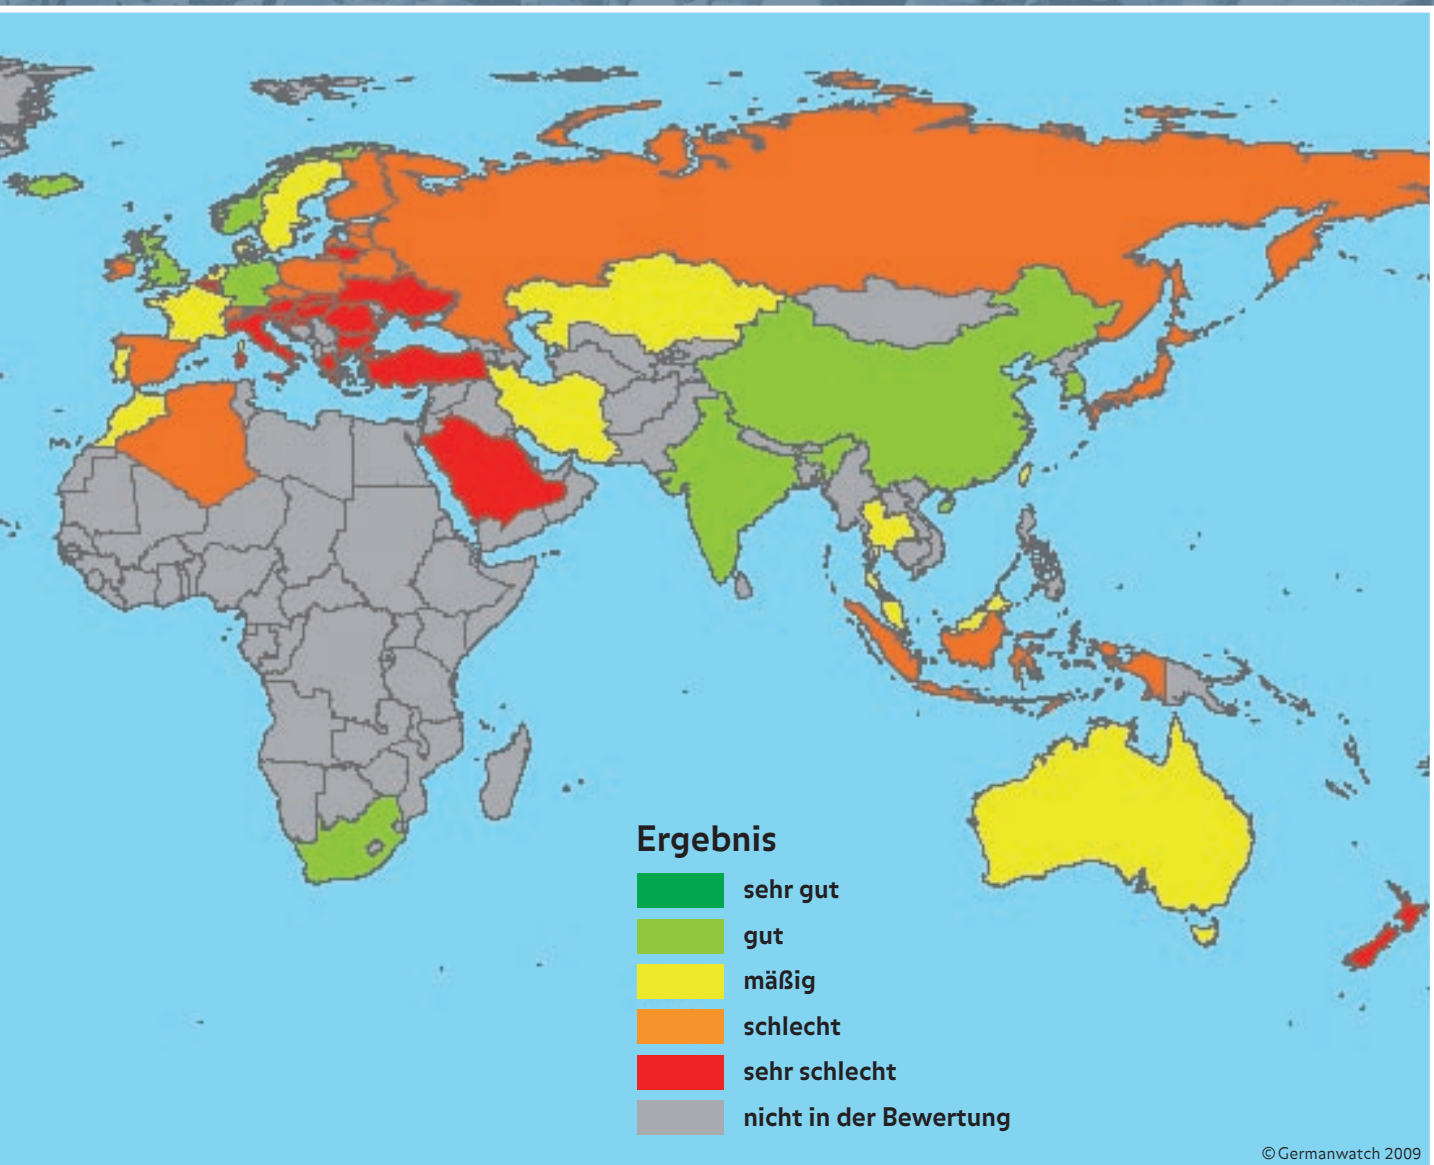 Ergebnis
sehr gut
gut
mäßig
schlecht
sehr schlecht
nicht in der Bewertung
© Germanwatch 2009